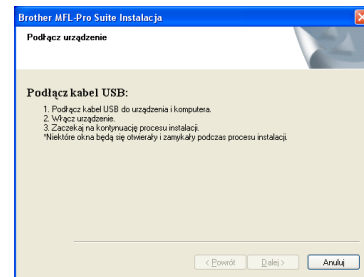 Brother MFL-Pro Suite Instalacja
Podłącz urządzenie
Podłącz kabel USB:
1. Podłącz kabel USB do urządzenia i komputera.
2. Włącz urządzenie.
3. Zaczekaj na kontynuację procesu instalacji.
*Niektóre okna będą się otwierały i zamykały podczas procesu instalacji.
< Powrót Dalej > Anuluj